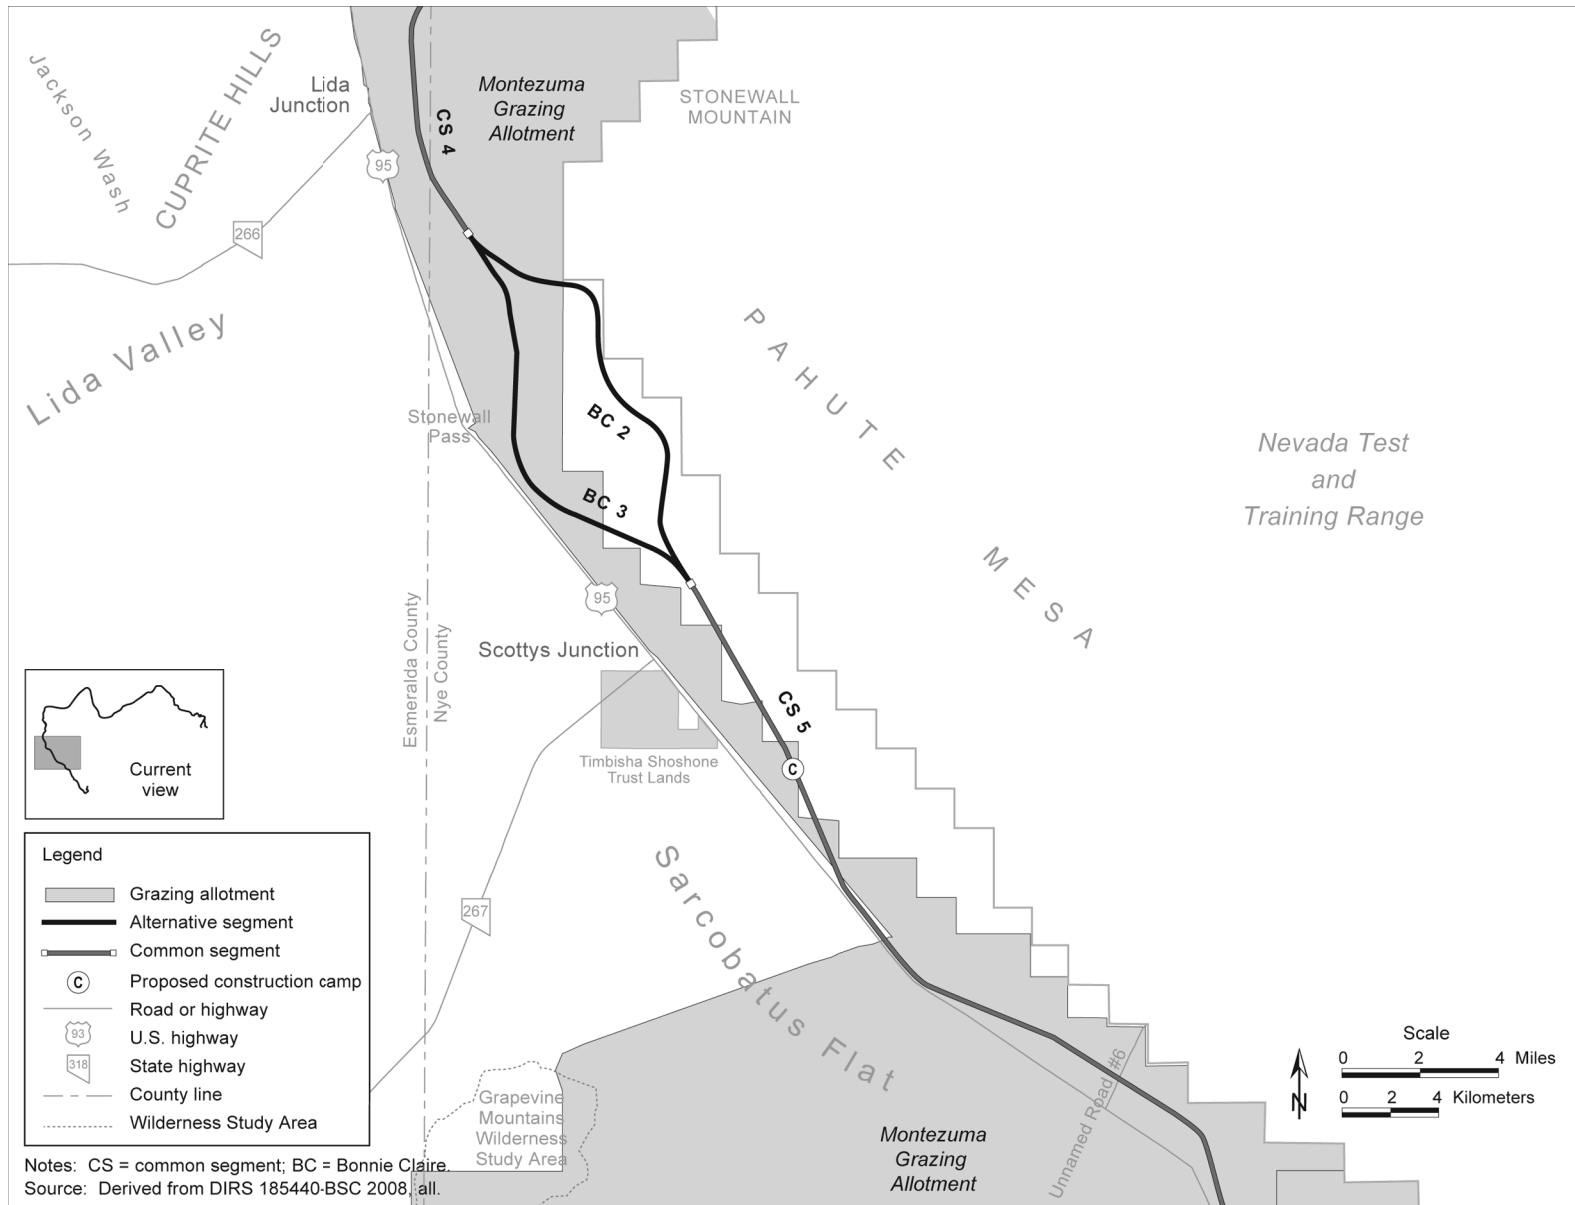 Jackson Wash
CUPRITE HILLS
Lida
Junction
95
266
Lida Valley
CS 4
Montezuma
Grazing
Allotment
STONEWALL
MOUNTAIN
PAHUTE MESA
Nevada Test
and
Training Range
Stonewall
Pass
BC 2
BC 3
95
Esmeralda County
Nye County
Scottys Junction
Timbisha Shoshone
Trust Lands
CS 5
C
267
Sarcobatus Flat
Grapevine
Mountains
Wilderness
Study Area
Montezuma
Grazing
Allotment
Unnamed Road #6
Current
view
Legend
Grazing allotment
Alternative segment
Common segment
C Proposed construction camp
Road or highway
93 U.S. highway
318 State highway
County line
Wilderness Study Area
Scale
0 2 4 Miles
0 2 4 Kilometers
N
Notes: CS = common segment; BC = Bonnie Claire.
Source: Derived from DIRS 185440-BSC 2008, all.